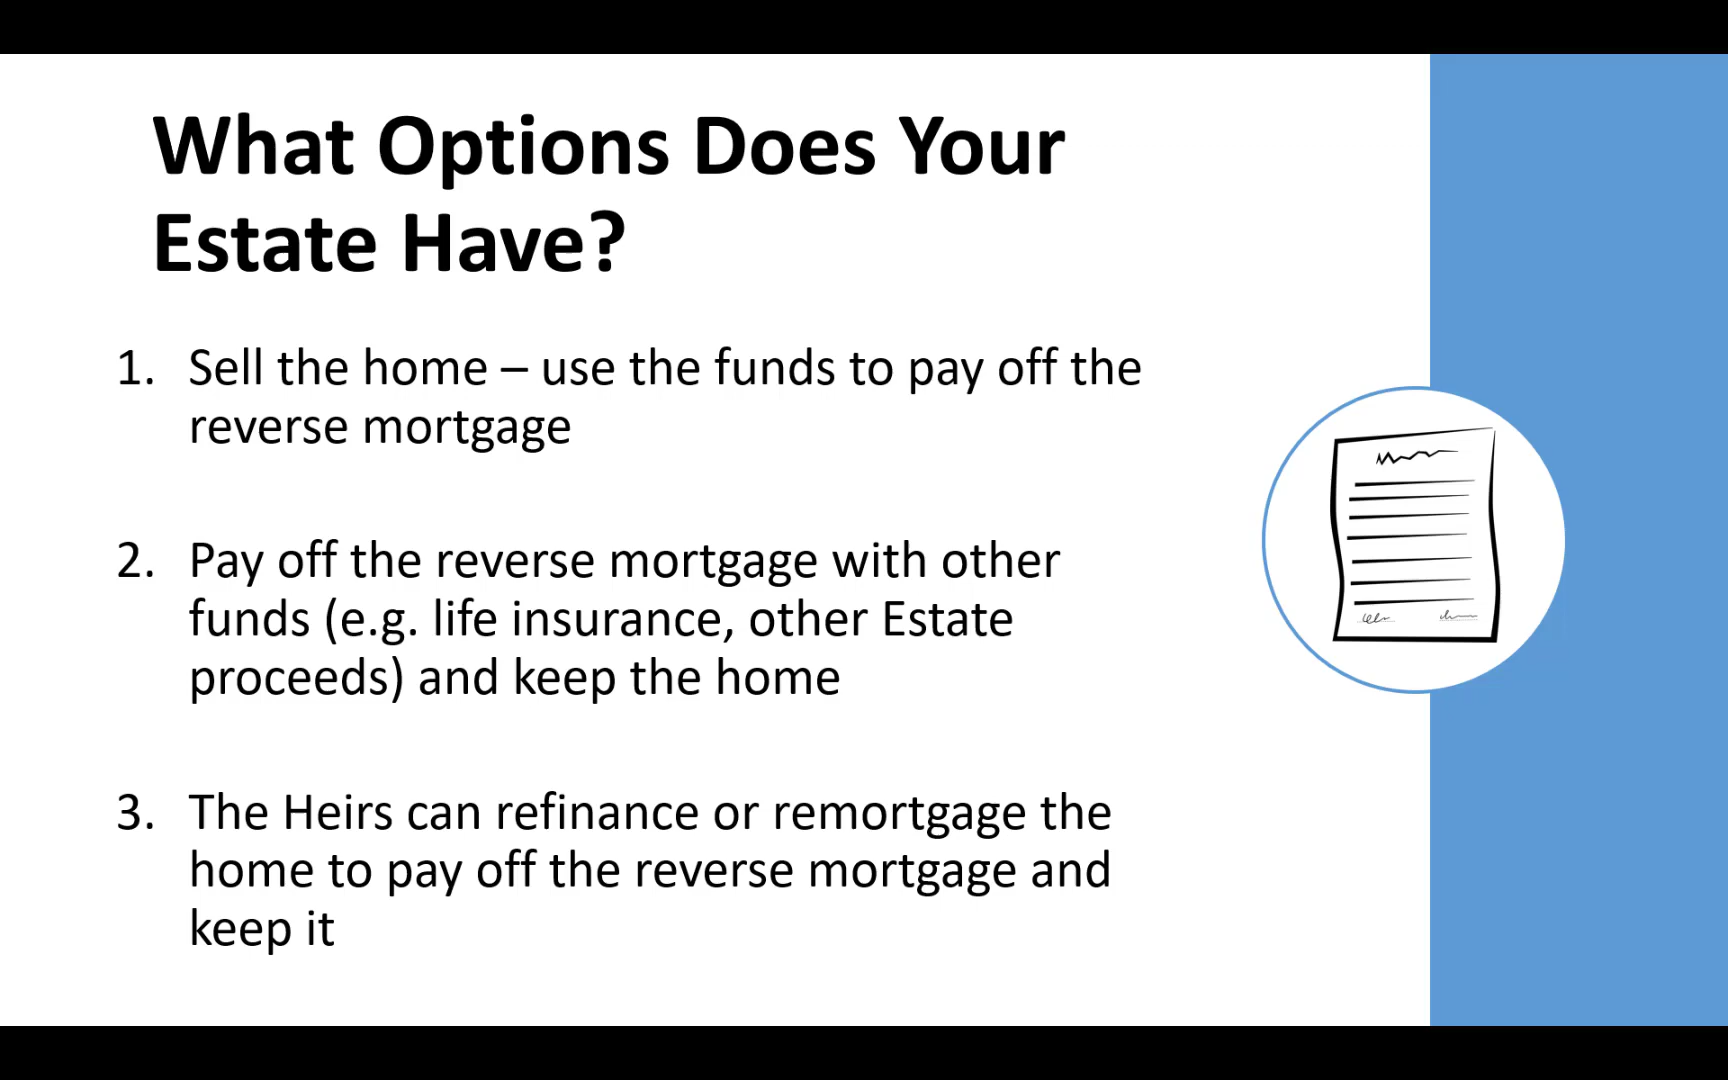 What Options Does Your
Estate Have?
1. Sell the home – use the funds to pay off the
reverse mortgage
2. Pay off the reverse mortgage with other
funds (e.g. life insurance, other Estate
proceeds) and keep the home
3. The Heirs can refinance or remortgage the
home to pay off the reverse mortgage and
keep it